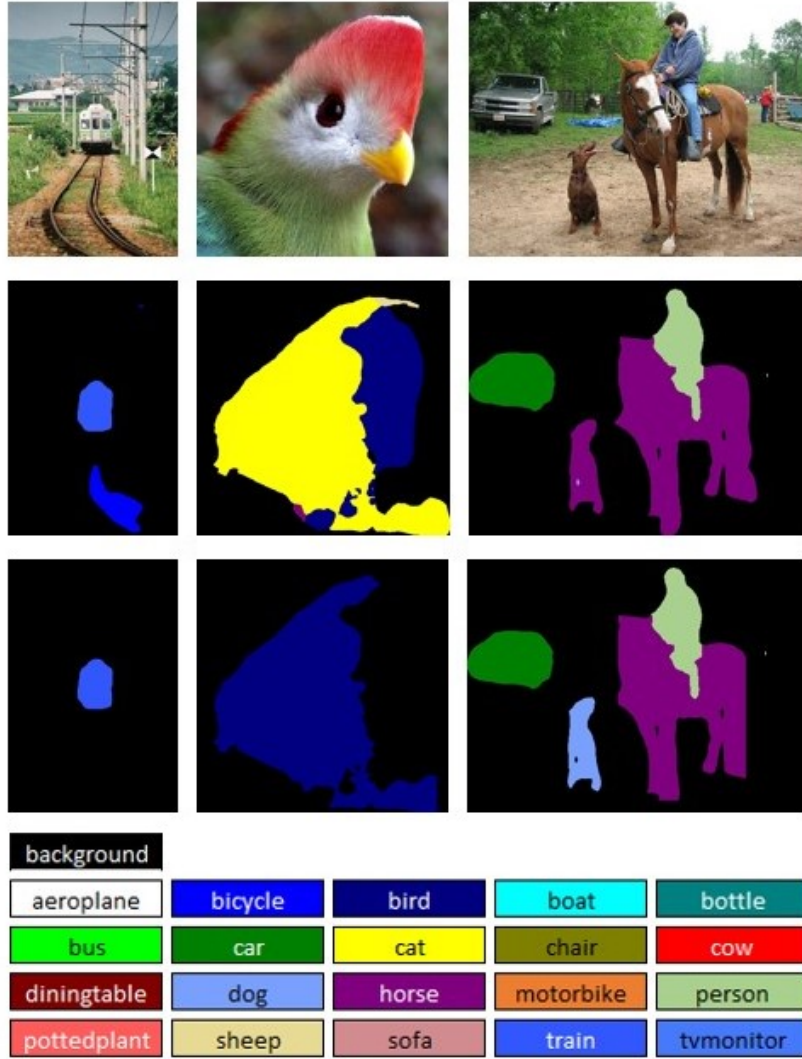 background
aeroplane bicycle bird boat bottle
bus car cat chair cow
diningtable dog horse motorbike person
pottedplant sheep sofa train tvmonitor